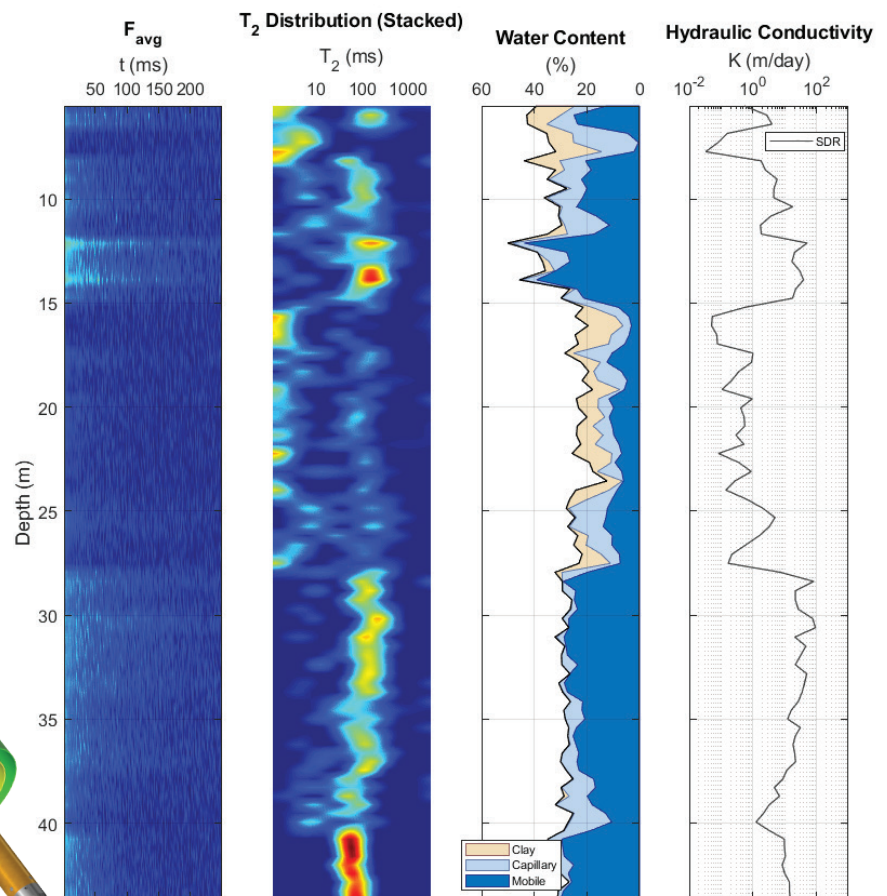 F_avg
t (ms)
50 100 150 200
T_2 Distribution (Stacked)
T_2 (ms)
10 100 1000
Water Content
(%)
60 40 20 0
Hydraulic Conductivity
K (m/day)
10^-2 10^0 10^2
SDR
Depth (m)
10
15
20
25
30
35
40
Clay
Capillary
Mobile